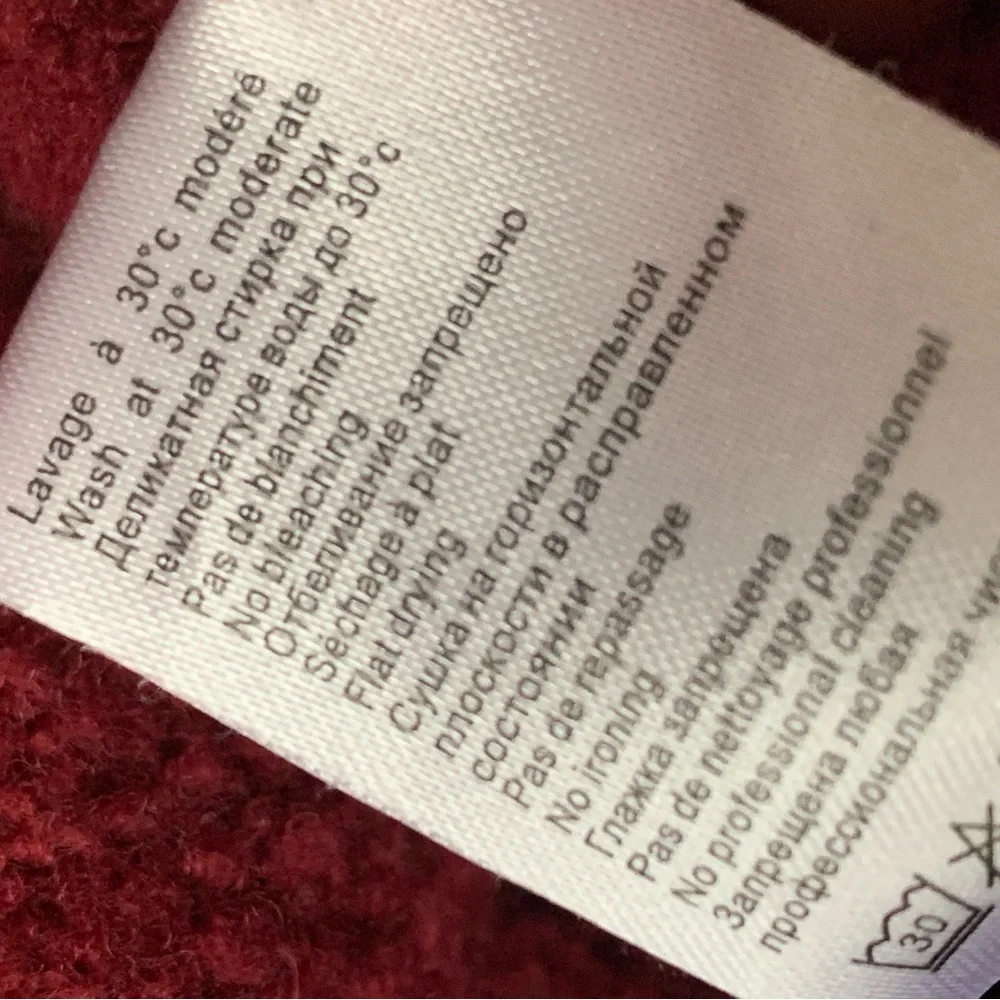 Lavage à 30°c modéré
Wash at 30°c moderate
Деликатная стирка при
температуре воды до 30°c
Pas de blanchiment
No bleaching
Отбеливание запрещено
Séchage à plat
Flat drying
Сушка на горизонтальной
плоскости в расправленном
состоянии
Pas de repassage
No ironing
Глажка запрещена
Pas de nettoyage professionnel
No professional cleaning
Запрещена любая
профессиональная
30